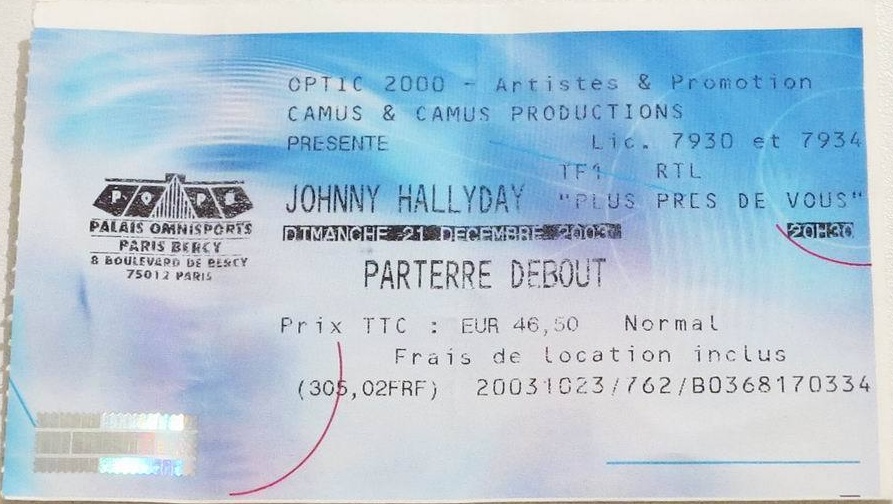 OPTIC 2000 - Artistes & Promotion
CAMUS & CAMUS PRODUCTIONS
PRESENTE Lic. 7930 et 7934
TF1 RTL
JOHNNY HALLYDAY "PLUS PRES DE VOUS"
DIMANCHE 21 DECEMBRE 2003 20H30
PARTERRE DEBOUT
Prix TTC : EUR 46,50 Normal
Frais de location inclus
(305,02FRF) 20031023/762/B0368170334
POPB
PALAIS OMNISPORTS
PARIS BERCY
8 BOULEVARD DE BERCY
75012 PARIS